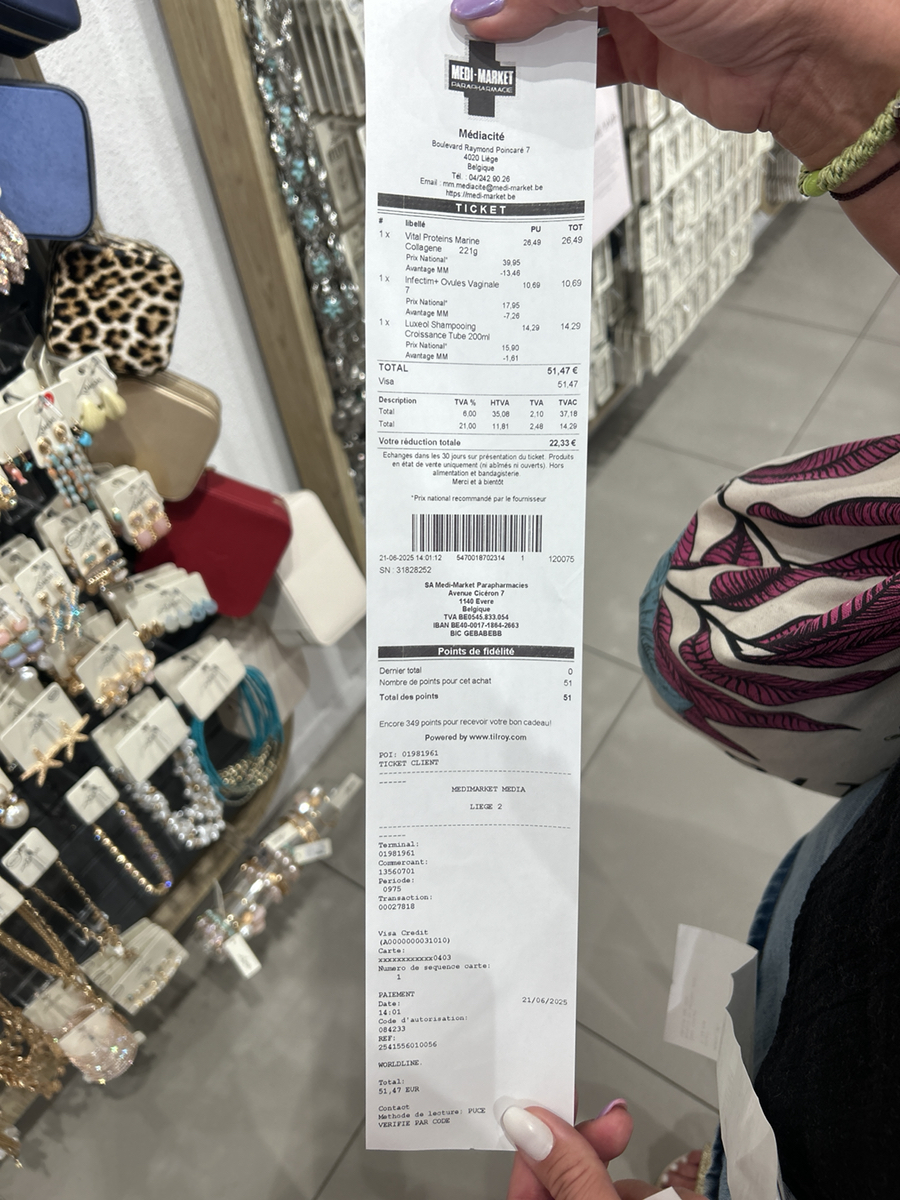 MEDI-MARKET
PARAPHARMACIE
Médiacité
Boulevard Raymond Poincaré 7
4020 Liège
Belgique
Tél. : 04/242.90.26
Email : mm.mediacite@medi-market.be
https://medi-market.be
TICKET
# libellé PU TOT
1 x Vital Proteins Marine 26,49 26,49
Collagene 221g
Prix National* 39,95
Avantage MM -13,46
1 x Infectim+ Ovules Vaginale 10,69 10,69
7
Prix National* 17,95
Avantage MM -7,26
1 x Luxeol Shampooing 14,29 14,29
Croissance Tube 200ml
Prix National* 15,90
Avantage MM -1,61
TOTAL 51,47 €
Visa 51,47
Description TVA % HTVA TVA TVAC
Total 6,00 35,08 2,10 37,18
Total 21,00 11,81 2,48 14,29
Votre réduction totale 22,33 €
Echanges dans les 30 jours sur présentation du ticket. Produits
en état de vente uniquement (ni abîmés ni ouverts). Hors
alimentation et bandagisterie.
Merci et à bientôt
*Prix national recommandé par le fournisseur
21-06-2025 14:01:12 5470018702314 1 120075
SN : 31828252
SA Medi-Market Parapharmacies
Avenue Cicéron 7
1140 Evere
Belgique
TVA BE0545.833.054
IBAN BE40-0017-1864-2663
BIC GEBABEBB
Points de fidélité
Dernier total 0
Nombre de points pour cet achat 51
Total des points 51
Encore 349 points pour recevoir votre bon cadeau!
Powered by www.tilroy.com
POI: 01981961
TICKET CLIENT
MEDIMARKET MEDIA
LIEGE 2
Terminal:
01981961
Commercant:
13560701
Periode:
0975
Transaction:
00027818
Visa Credit
(A0000000031010)
Carte:
xxxxxxxxxxxx0403
Numero de sequence carte:
1
PAIEMENT
Date: 21/06/2025
14:01
Code d'autorisation:
084233
REF:
2541556010056
WORLDLINE.
Total:
51,47 EUR
Contact
Methode de lecture: PUCE
VERIFIE PAR CODE